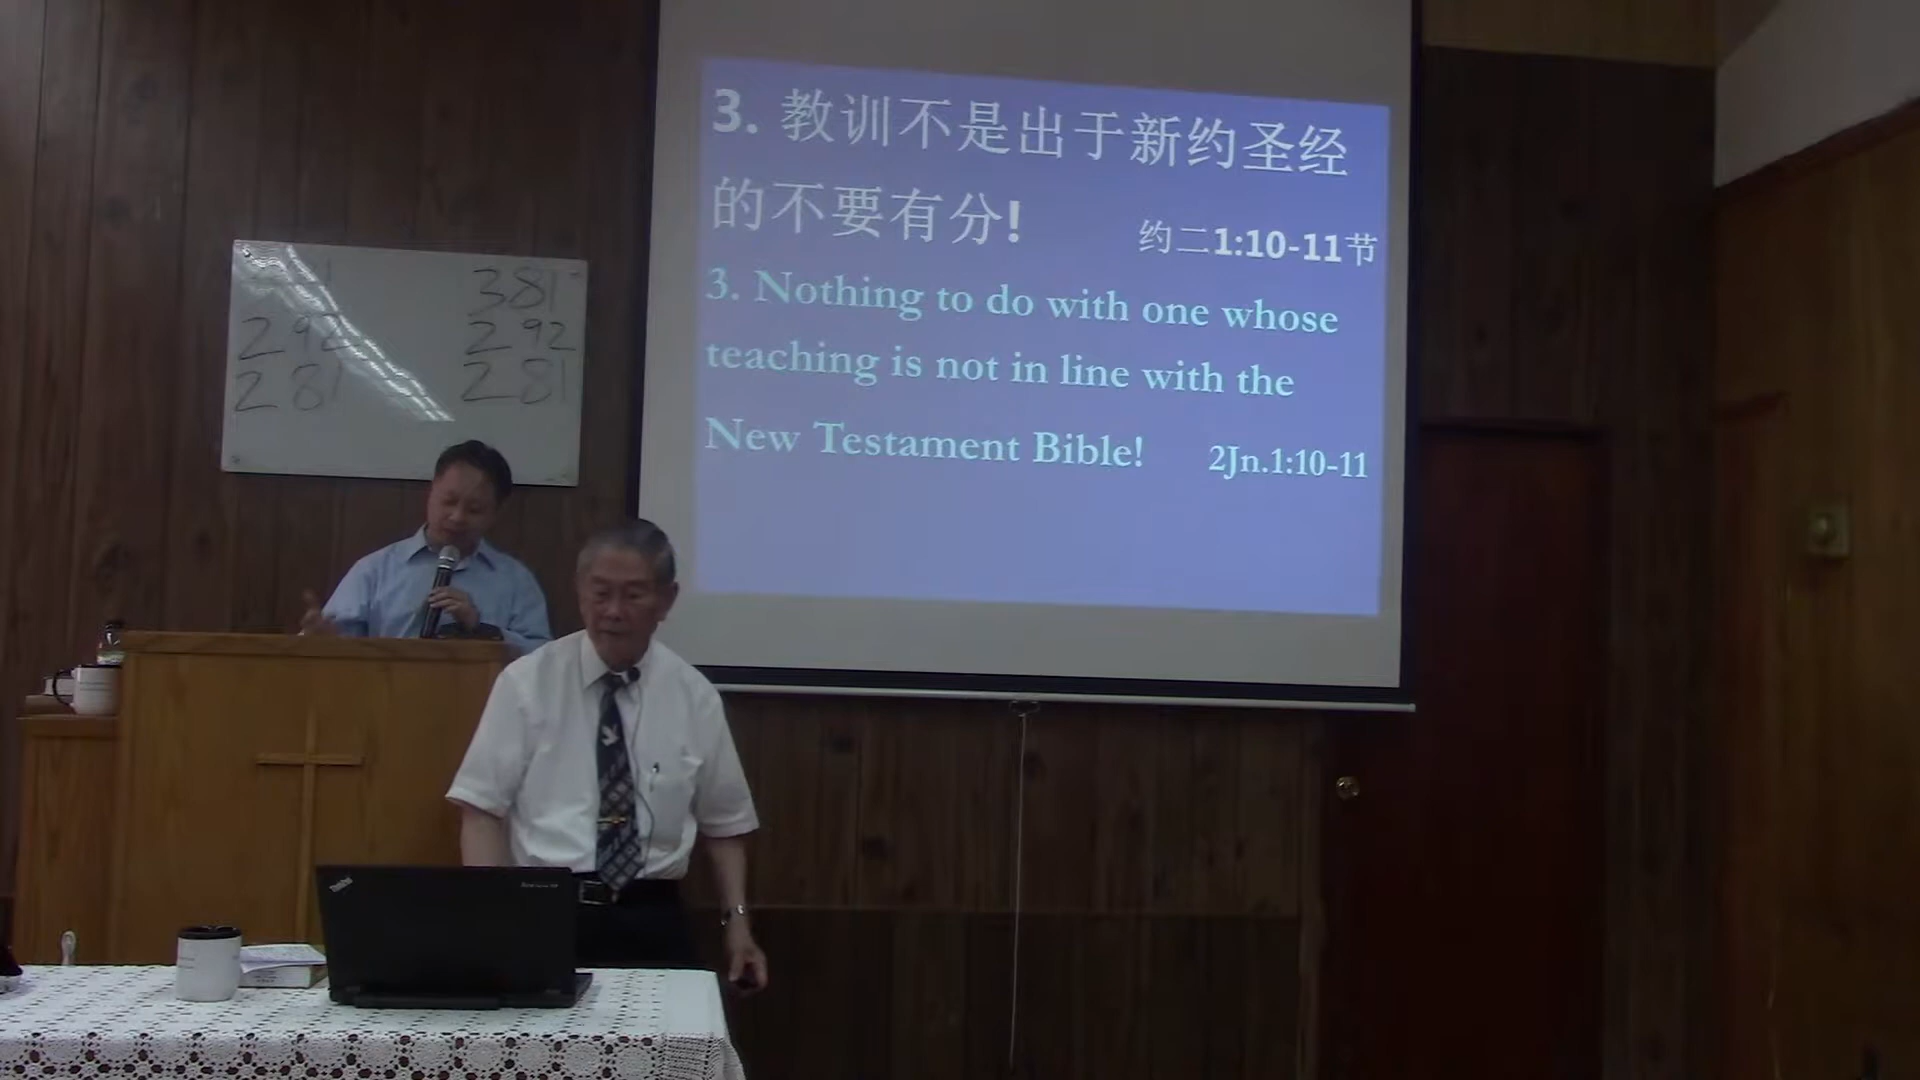 3. 教训不是出于新约圣经
的不要有分!
约二1:10-11节
3. Nothing to do with one whose
teaching is not in line with the
New Testament Bible! 2Jn.1:10-11
381
292 292
281 281
ThinkPad